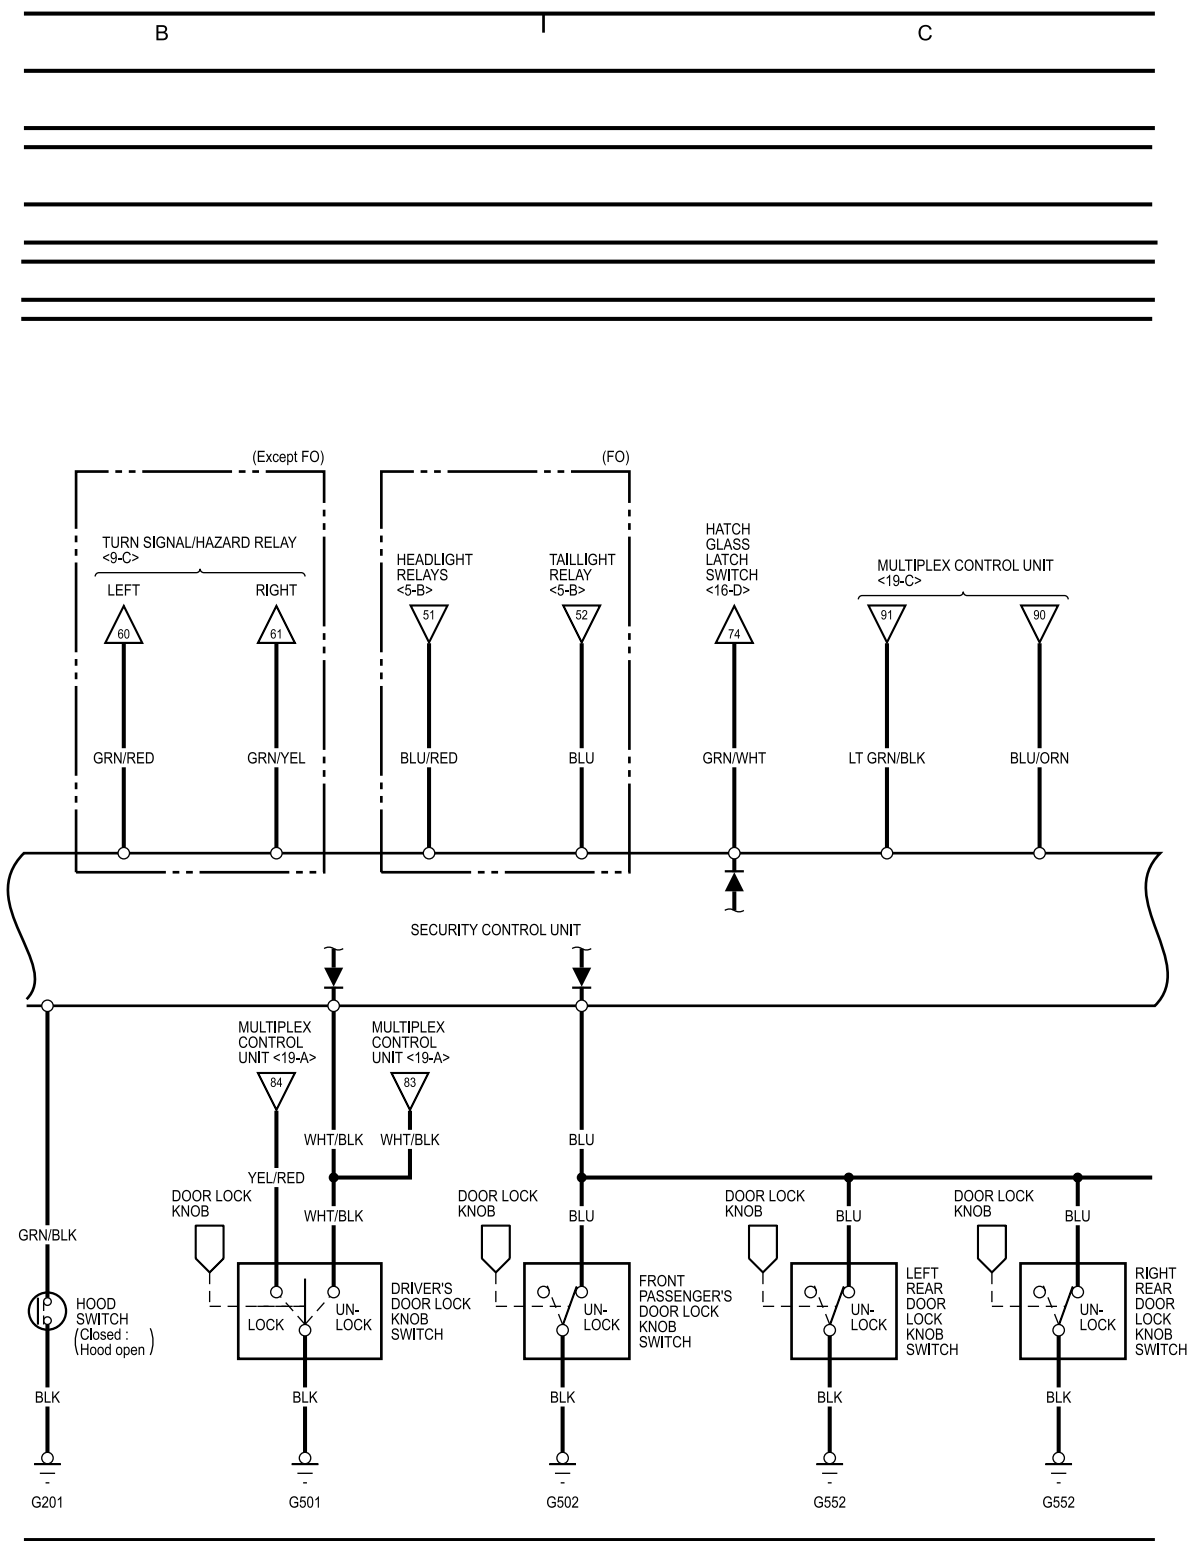 B
C
(Except FO)
(FO)
TURN SIGNAL/HAZARD RELAY
<9-C>
LEFT
RIGHT
60
61
HEADLIGHT
RELAYS
<5-B>
51
TAILLIGHT
RELAY
<5-B>
52
HATCH
GLASS
LATCH
SWITCH
<16-D>
74
MULTIPLEX CONTROL UNIT
<19-C>
91
90
GRN/RED
GRN/YEL
BLU/RED
BLU
GRN/WHT
LT GRN/BLK
BLU/ORN
SECURITY CONTROL UNIT
MULTIPLEX
CONTROL
UNIT <19-A>
84
MULTIPLEX
CONTROL
UNIT <19-A>
83
WHT/BLK
WHT/BLK
BLU
YEL/RED
DOOR LOCK
KNOB
WHT/BLK
DOOR LOCK
KNOB
BLU
DOOR LOCK
KNOB
BLU
DOOR LOCK
KNOB
BLU
GRN/BLK
HOOD
SWITCH
(Closed :
Hood open )
LOCK
UN-
LOCK
DRIVER'S
DOOR LOCK
KNOB
SWITCH
UN-
LOCK
FRONT
PASSENGER'S
DOOR LOCK
KNOB
SWITCH
UN-
LOCK
LEFT
REAR
DOOR
LOCK
KNOB
SWITCH
UN-
LOCK
RIGHT
REAR
DOOR
LOCK
KNOB
SWITCH
BLK
BLK
BLK
BLK
BLK
G201
G501
G502
G552
G552